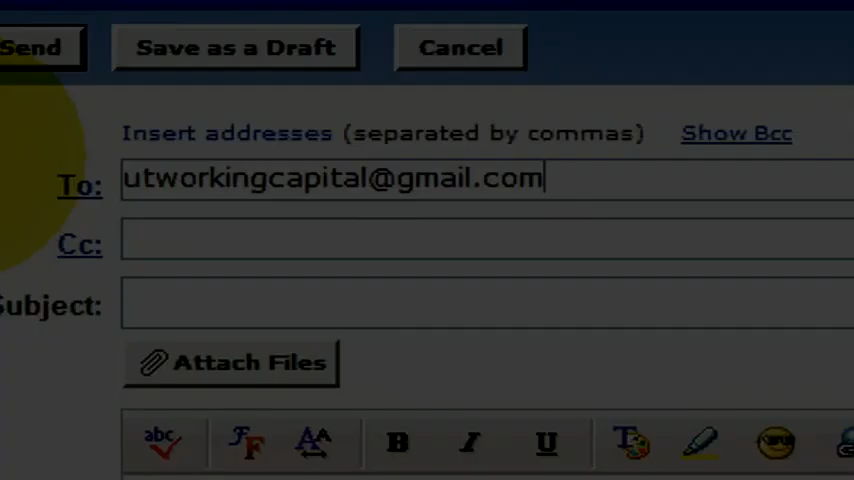 Send Save as a Draft Cancel
Insert addresses (separated by commas) Show Bcc
To: utworkingcapital@gmail.com
Cc:
Subject:
Attach Files
abc F F A A B I U T